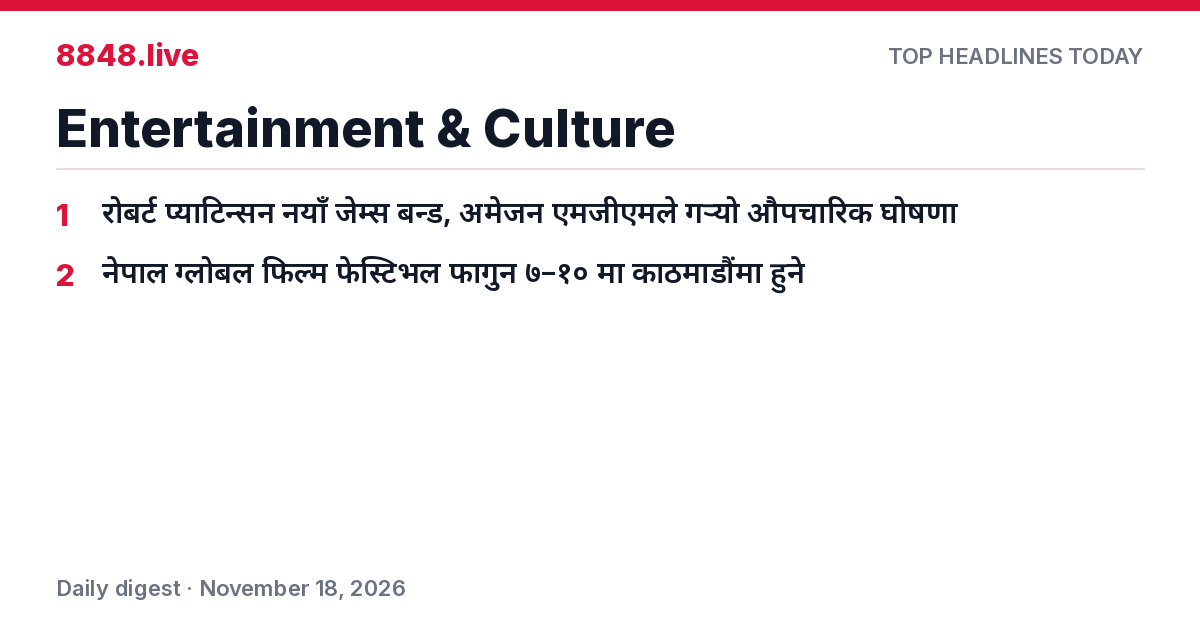 8848.live
TOP HEADLINES TODAY
Entertainment & Culture
1 रोबर्ट प्याटिन्सन नयाँ जेम्स बन्ड, अमेजन एमजीएमले गर्‍यो औपचारिक घोषणा
2 नेपाल ग्लोबल फिल्म फेस्टिभल फागुन ७–१० मा काठमाडौंमा हुने
Daily digest · November 18, 2026